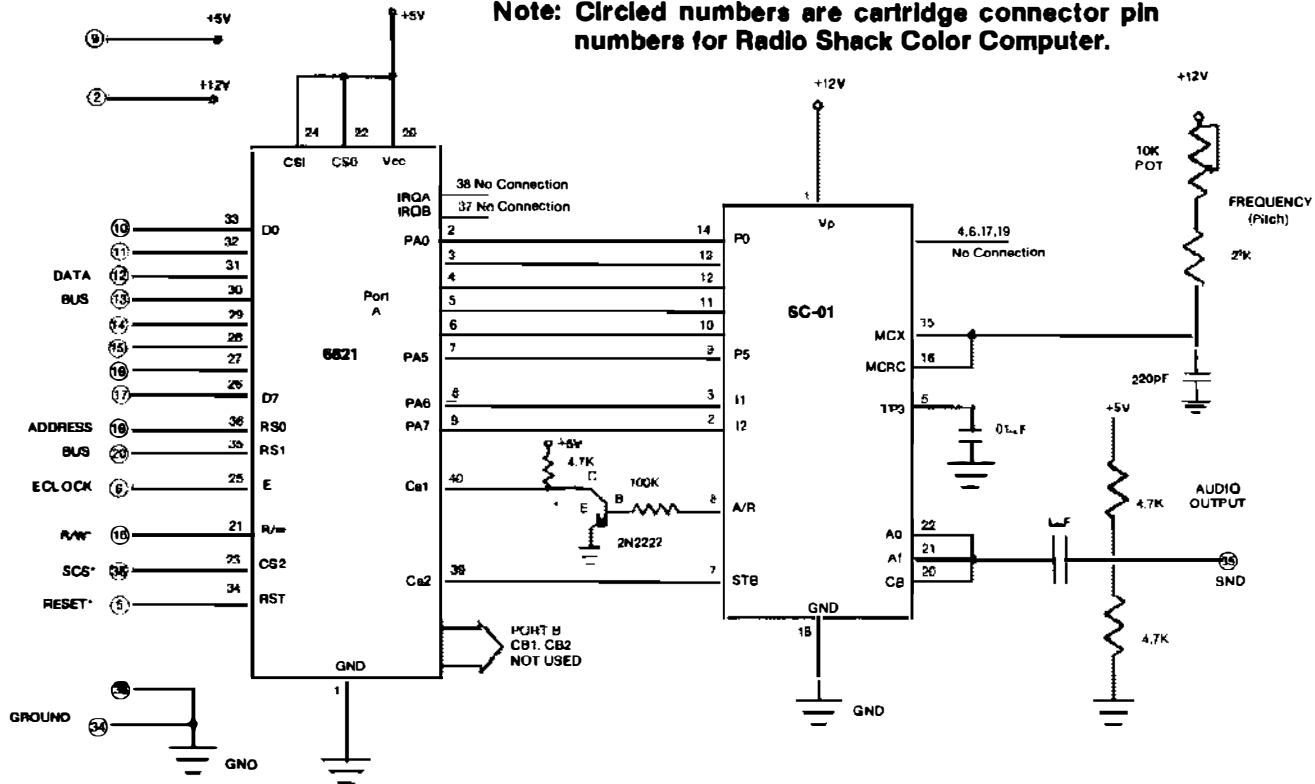 Note: Circled numbers are cartridge connector pin
numbers for Radio Shack Color Computer.
9
+5V
2
+12V
+5V
24
22
20
CSI
CS0
Vcc
IRQA
38 No Connection
IRQB
37 No Connection
10
33
D0
11
32
DATA
12
31
BUS
13
30
14
29
15
28
16
27
17
26
D7
ADDRESS
19
36
RS0
BUS
20
35
RS1
ECLOCK
6
25
E
R/W
18
21
SCS*
36
23
CS2
RESET*
5
34
RST
Port
A
6821
PA0
2
3
4
5
6
PA5
7
PA6
8
PA7
9
Ca1
40
Ca2
39
PORT B
CB1, CB2
NOT USED
GND
1
GROUND
34
GND
+5V
4.7K
C
B
E
100K
2N2222
+12V
1
Vp
14
P0
13
12
11
10
9
P5
3
I1
2
I2
8
A/R
7
STB
SC-01
4,6,17,19
No Connection
MCX
15
MCRC
16
TP3
5
A0
22
AI
21
CB
20
GND
18
GND
+12V
10K
POT
FREQUENCY
(Pitch)
220pF
+5V
4.7K
AUDIO
OUTPUT
35
SND
4.7K